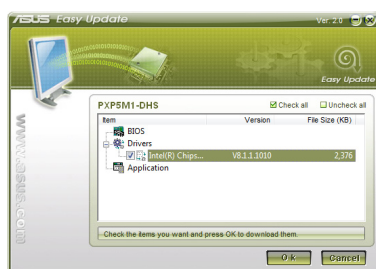 ASUS Easy Update
Ver. 2.0
Easy Update
PXP5M1-DHS
Check all
Uncheck all
Item
Version
File Size (KB)
BIOS
Drivers
Intel(R) Chips...
V8.1.1.1010
2,376
Application
Check the items you want and press OK to download them.
Ok
Cancel
www.asus.com